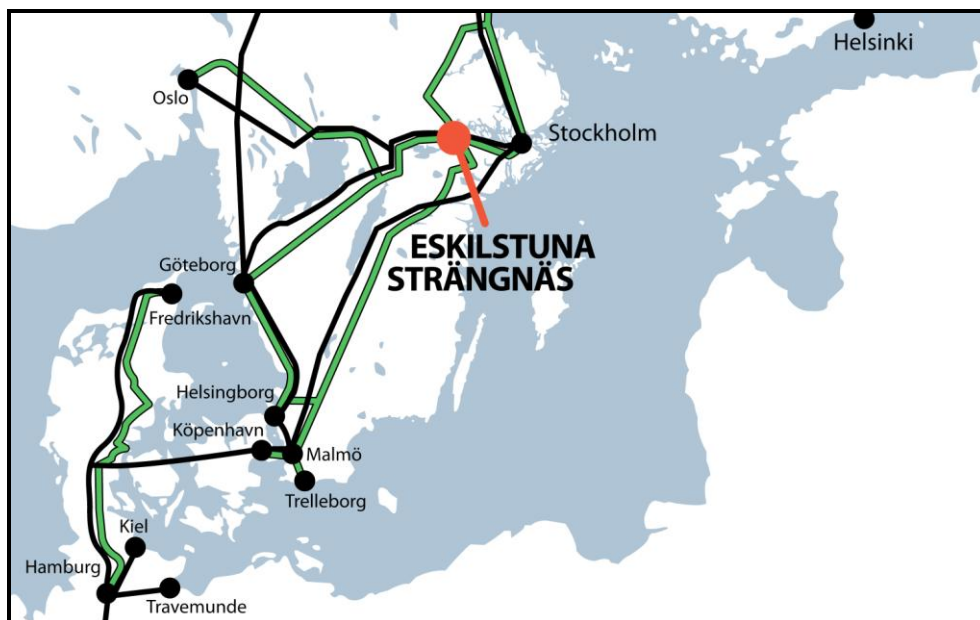 Helsinki
Oslo
Stockholm
ESKILSTUNA
STRÄNGNÄS
Göteborg
Fredrikshavn
Helsingborg
Köpenhavn
Malmö
Trelleborg
Kiel
Hamburg
Travemunde